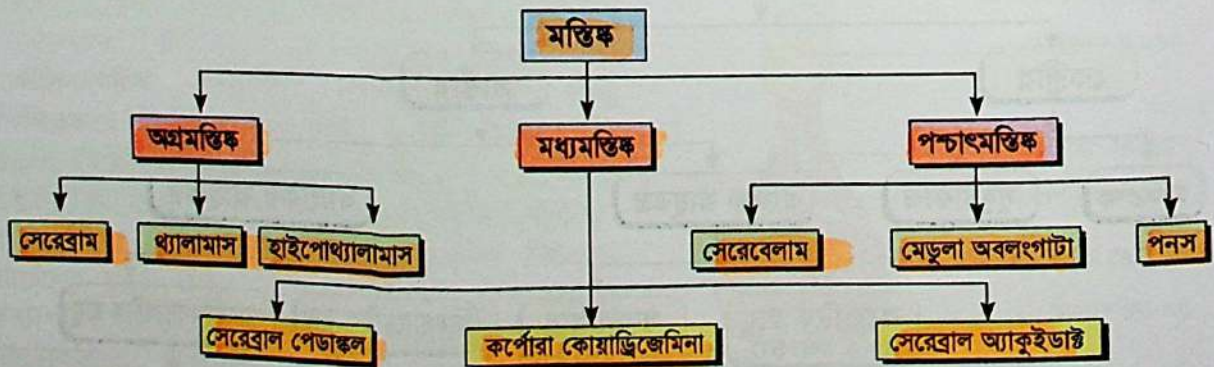 মস্তিষ্ক
অগ্রমস্তিষ্ক মধ্যমস্তিষ্ক পশ্চাৎমস্তিষ্ক
সেরেব্রাম থ্যালামাস হাইপোথ্যালামাস সেরেবেলাম মেডুলা অবলংগাটা পনস
সেরেব্রাল পেডাঙ্কল কর্পোরা কোয়াড্রিজেমিনা সেরেব্রাল অ্যাকুইডাক্ট